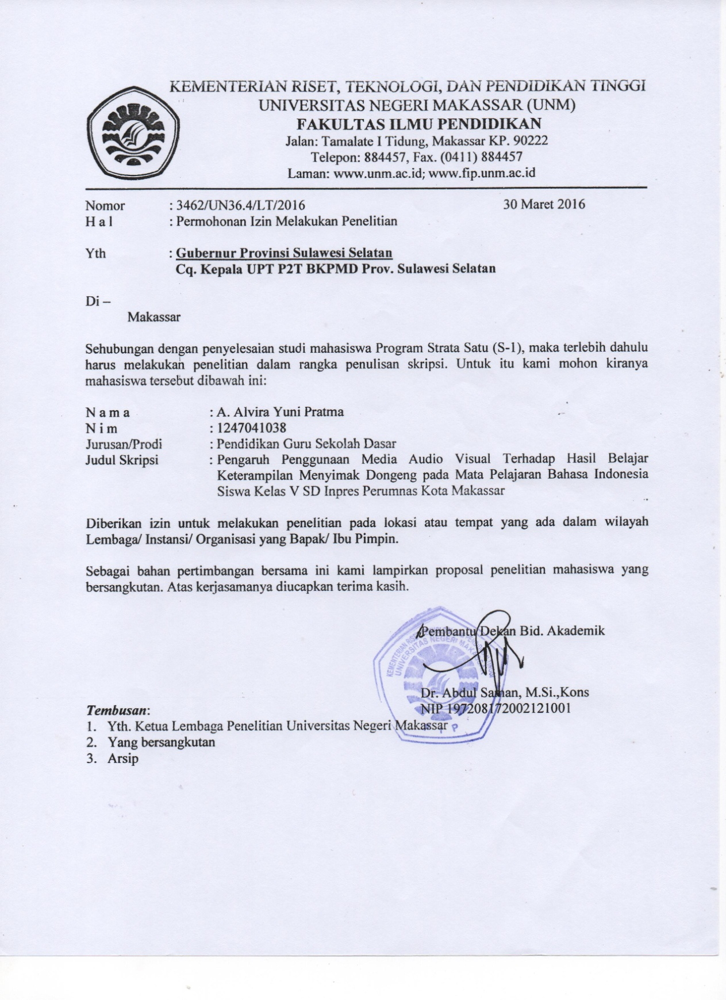 KEMENTERIAN RISET, TEKNOLOGI, DAN PENDIDIKAN TINGGI
UNIVERSITAS NEGERI MAKASSAR (UNM)
FAKULTAS ILMU PENDIDIKAN
Jalan: Tamalate I Tidung, Makassar KP. 90222
Telepon: 884457, Fax. (0411) 884457
Laman: www.unm.ac.id; www.fip.unm.ac.id
Nomor : 3462/UN36.4/LT/2016 30 Maret 2016
H a l : Permohonan Izin Melakukan Penelitian
Yth : Gubernur Provinsi Sulawesi Selatan
Cq. Kepala UPT P2T BKPMD Prov. Sulawesi Selatan
Di –
Makassar
Sehubungan dengan penyelesaian studi mahasiswa Program Strata Satu (S-1), maka terlebih dahulu
harus melakukan penelitian dalam rangka penulisan skripsi. Untuk itu kami mohon kiranya
mahasiswa tersebut dibawah ini:
N a m a : A. Alvira Yuni Pratma
N i m : 1247041038
Jurusan/Prodi : Pendidikan Guru Sekolah Dasar
Judul Skripsi : Pengaruh Penggunaan Media Audio Visual Terhadap Hasil Belajar
Keterampilan Menyimak Dongeng pada Mata Pelajaran Bahasa Indonesia
Siswa Kelas V SD Inpres Perumnas Kota Makassar
Diberikan izin untuk melakukan penelitian pada lokasi atau tempat yang ada dalam wilayah
Lembaga/ Instansi/ Organisasi yang Bapak/ Ibu Pimpin.
Sebagai bahan pertimbangan bersama ini kami lampirkan proposal penelitian mahasiswa yang
bersangkutan. Atas kerjasamanya diucapkan terima kasih.
Pembantu Dekan Bid. Akademik
KEMENTERIAN
UNIVERSITAS NEGERI
Dr. Abdul Saman, M.Si.,Kons
NIP 197208172002121001
Tembusan:
1. Yth. Ketua Lembaga Penelitian Universitas Negeri Makassar
2. Yang bersangkutan
3. Arsip